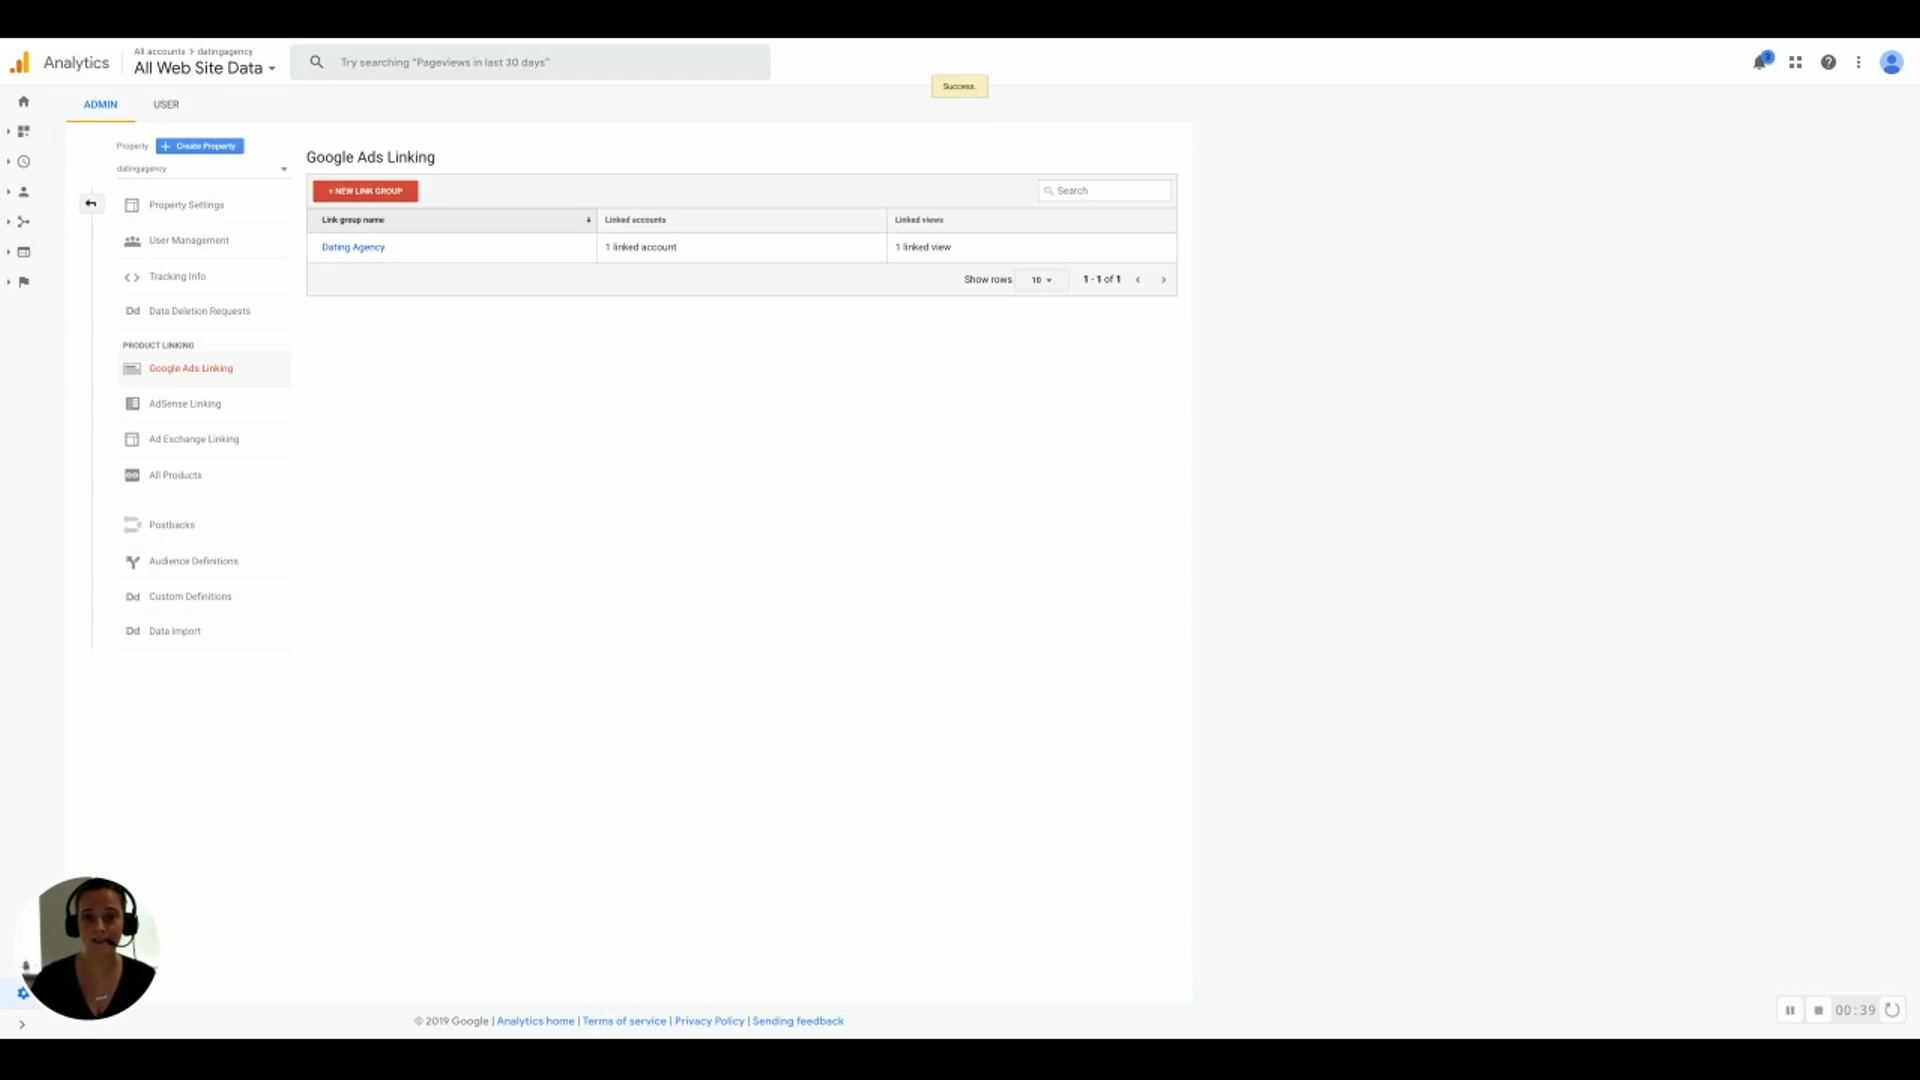 Analytics
All accounts > datingagency
All Web Site Data
Try searching "Pageviews in last 30 days"
3
Success.
ADMIN
USER
Property
+ Create Property
datingagency
Property Settings
User Management
Tracking Info
Dd Data Deletion Requests
PRODUCT LINKING
Google Ads Linking
AdSense Linking
Ad Exchange Linking
All Products
Postbacks
Audience Definitions
Dd Custom Definitions
Dd Data Import
Google Ads Linking
+ NEW LINK GROUP
Search
Link group name
Linked accounts
Linked views
Dating Agency
1 linked account
1 linked view
Show rows 10 1 - 1 of 1
© 2019 Google | Analytics home | Terms of service | Privacy Policy | Sending feedback
00:39